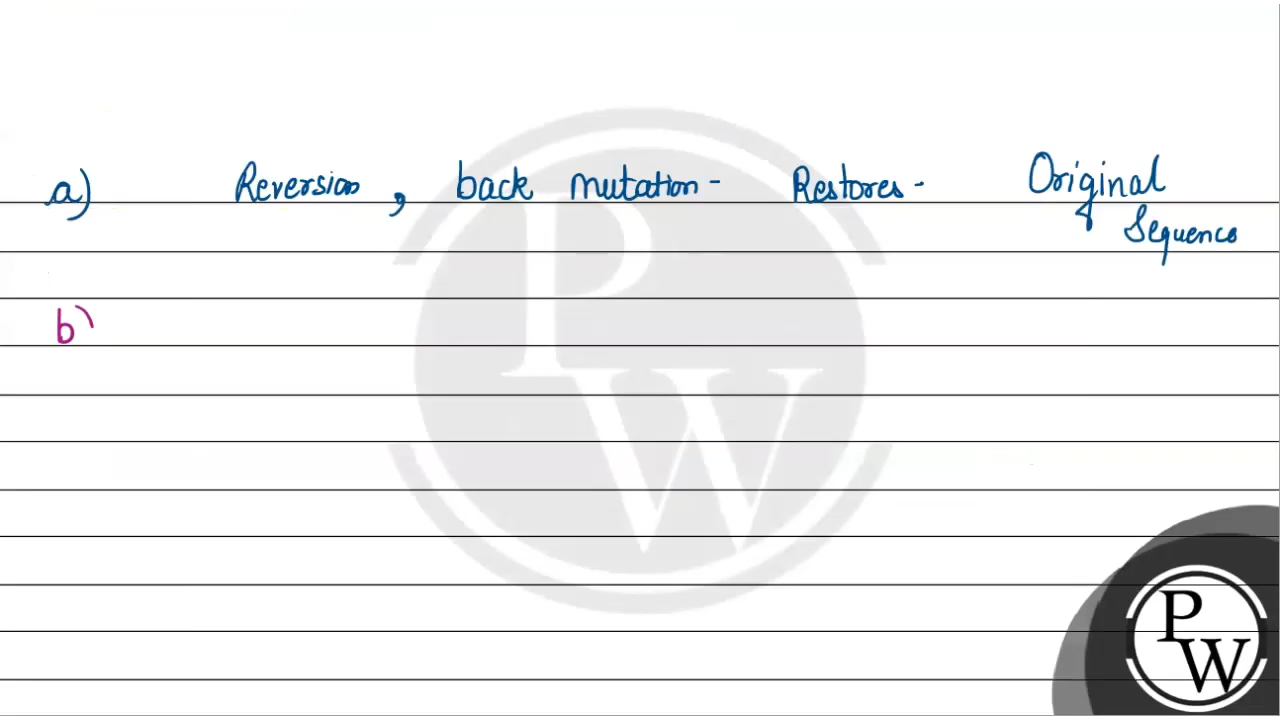 a) Reversion, back mutation - Restores - Original
Sequence
b)
P
W
P
W